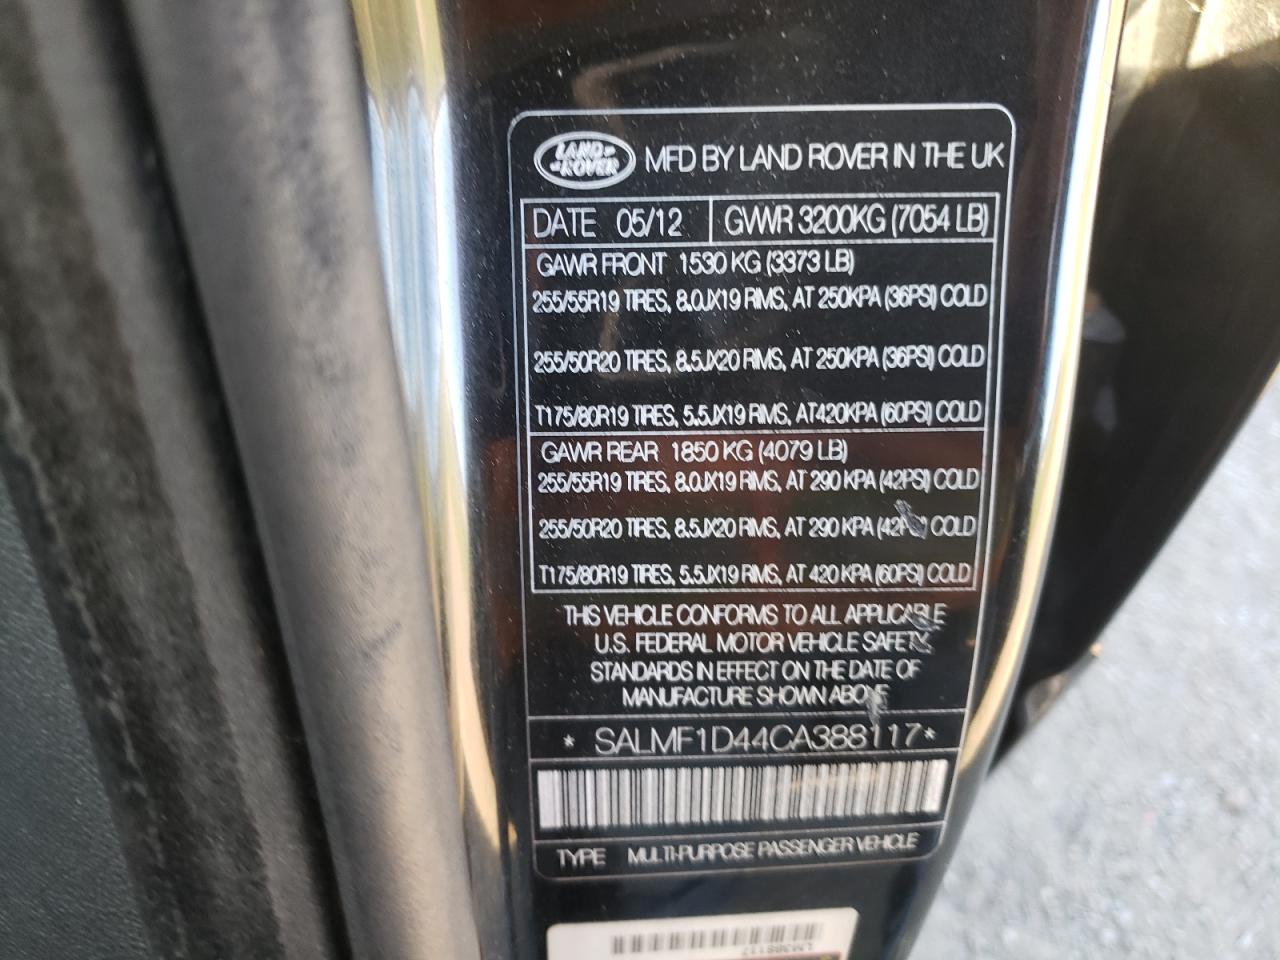 LAND ROVER MFD BY LAND ROVER IN THE UK
DATE 05/12 GVWR 3200KG (7054 LB)
GAWR FRONT 1530 KG (3373 LB)
255/55R19 TIRES, 8.0JX19 RIMS, AT 250KPA (36PSI) COLD
255/50R20 TIRES, 8.5JX20 RIMS, AT 250KPA (36PSI) COLD
T175/80R19 TIRES, 5.5JX19 RIMS, AT 420KPA (60PSI) COLD
GAWR REAR 1850 KG (4079 LB)
255/55R19 TIRES, 8.0JX19 RIMS, AT 290 KPA (42PSI) COLD
255/50R20 TIRES, 8.5JX20 RIMS, AT 290 KPA (42PSI) COLD
T175/80R19 TIRES, 5.5JX19 RIMS, AT 420 KPA (60PSI) COLD
THIS VEHICLE CONFORMS TO ALL APPLICABLE
U.S. FEDERAL MOTOR VEHICLE SAFETY
STANDARDS IN EFFECT ON THE DATE OF
MANUFACTURE SHOWN ABOVE
* SALMF1D44CA388117 *
TYPE MULTI-PURPOSE PASSENGER VEHICLE
LM388117